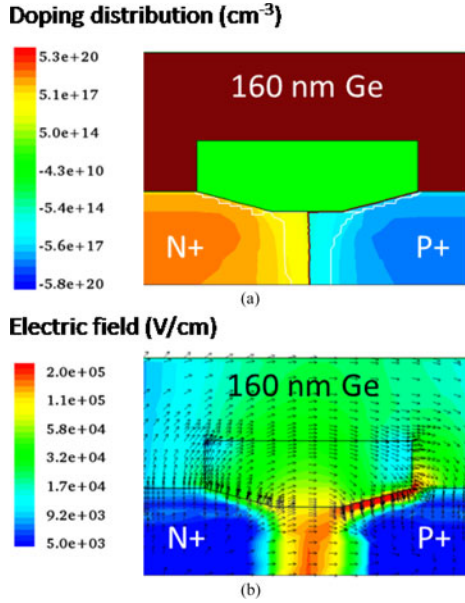 Doping distribution (cm⁻³)
5.3e+20
5.1e+17
5.0e+14
-4.3e+10
-5.4e+14
-5.6e+17
-5.8e+20
160 nm Ge
N+ P+
(a)
Electric field (V/cm)
2.0e+05
1.1e+05
5.8e+04
3.2e+04
1.7e+04
9.2e+03
5.0e+03
160 nm Ge
N+ P+
(b)